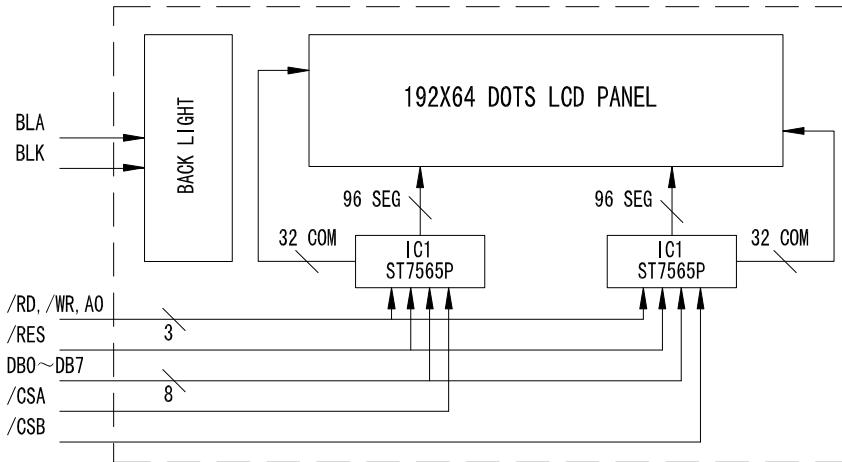 192X64 DOTS LCD PANEL
BACK LIGHT
BLA
BLK
96 SEG
96 SEG
32 COM
32 COM
IC1
ST7565P
IC1
ST7565P
/RD, /WR, A0
3
/RES
DB0～DB7
8
/CSA
/CSB